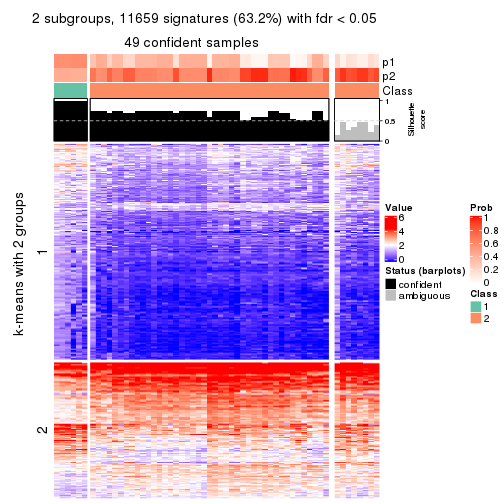 2 subgroups, 11659 signatures (63.2%) with fdr < 0.05
49 confident samples
p1
p2
Class
1
0.5
0
Silhouette
score
k-means with 2 groups
1
2
Value
6
4
2
0
Status (barplots)
confident
ambiguous
Prob
1
0.8
0.6
0.4
0.2
0
Class
1
2